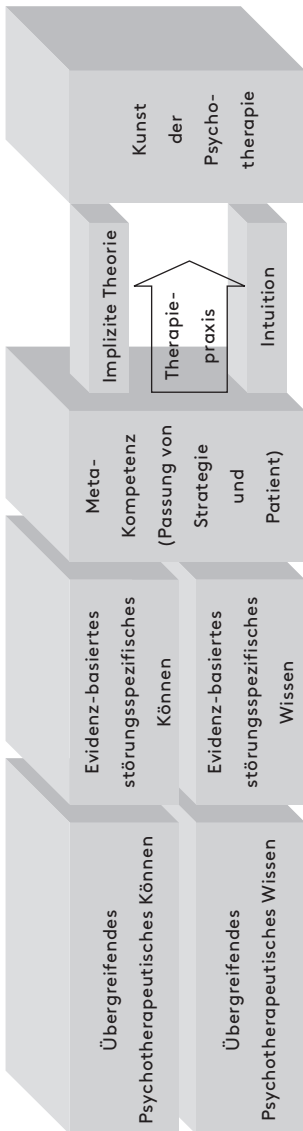 Übergreifendes
Psychotherapeutisches Können
Übergreifendes
Psychotherapeutisches Wissen
Evidenz-basiertes
störungsspezifisches
Können
Evidenz-basiertes
störungsspezifisches
Wissen
Meta-
Kompetenz
(Passung von
Strategie
und
Patient)
Implizite Theorie
Therapie-
praxis
Intuition
Kunst
der
Psycho-
therapie